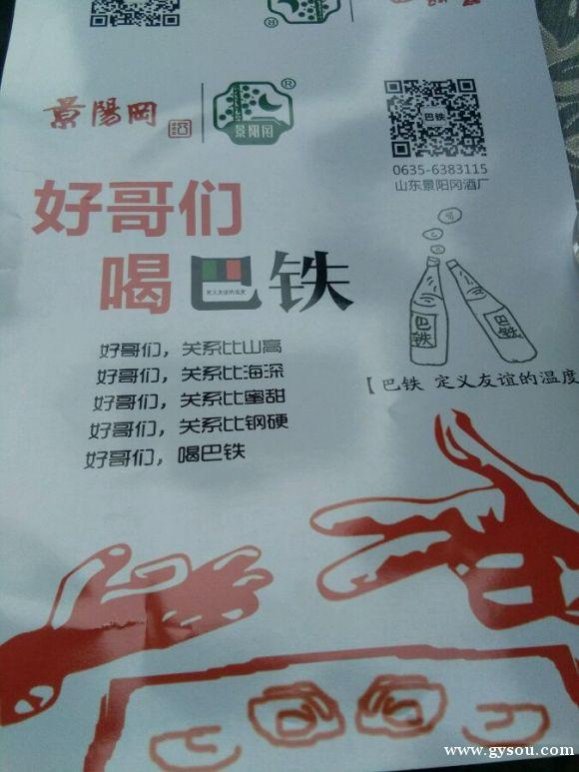 景陽岡
景阳冈
®
®
巴铁
0635-6383115
山东景阳冈酒厂
好哥们
喝巴铁
好哥们，关系比山高
好哥们，关系比海深
好哥们，关系比蜜甜
好哥们，关系比钢硬
好哥们，喝巴铁
巴铁
巴铁
【巴铁 定义友谊的温度
www.gysou.com